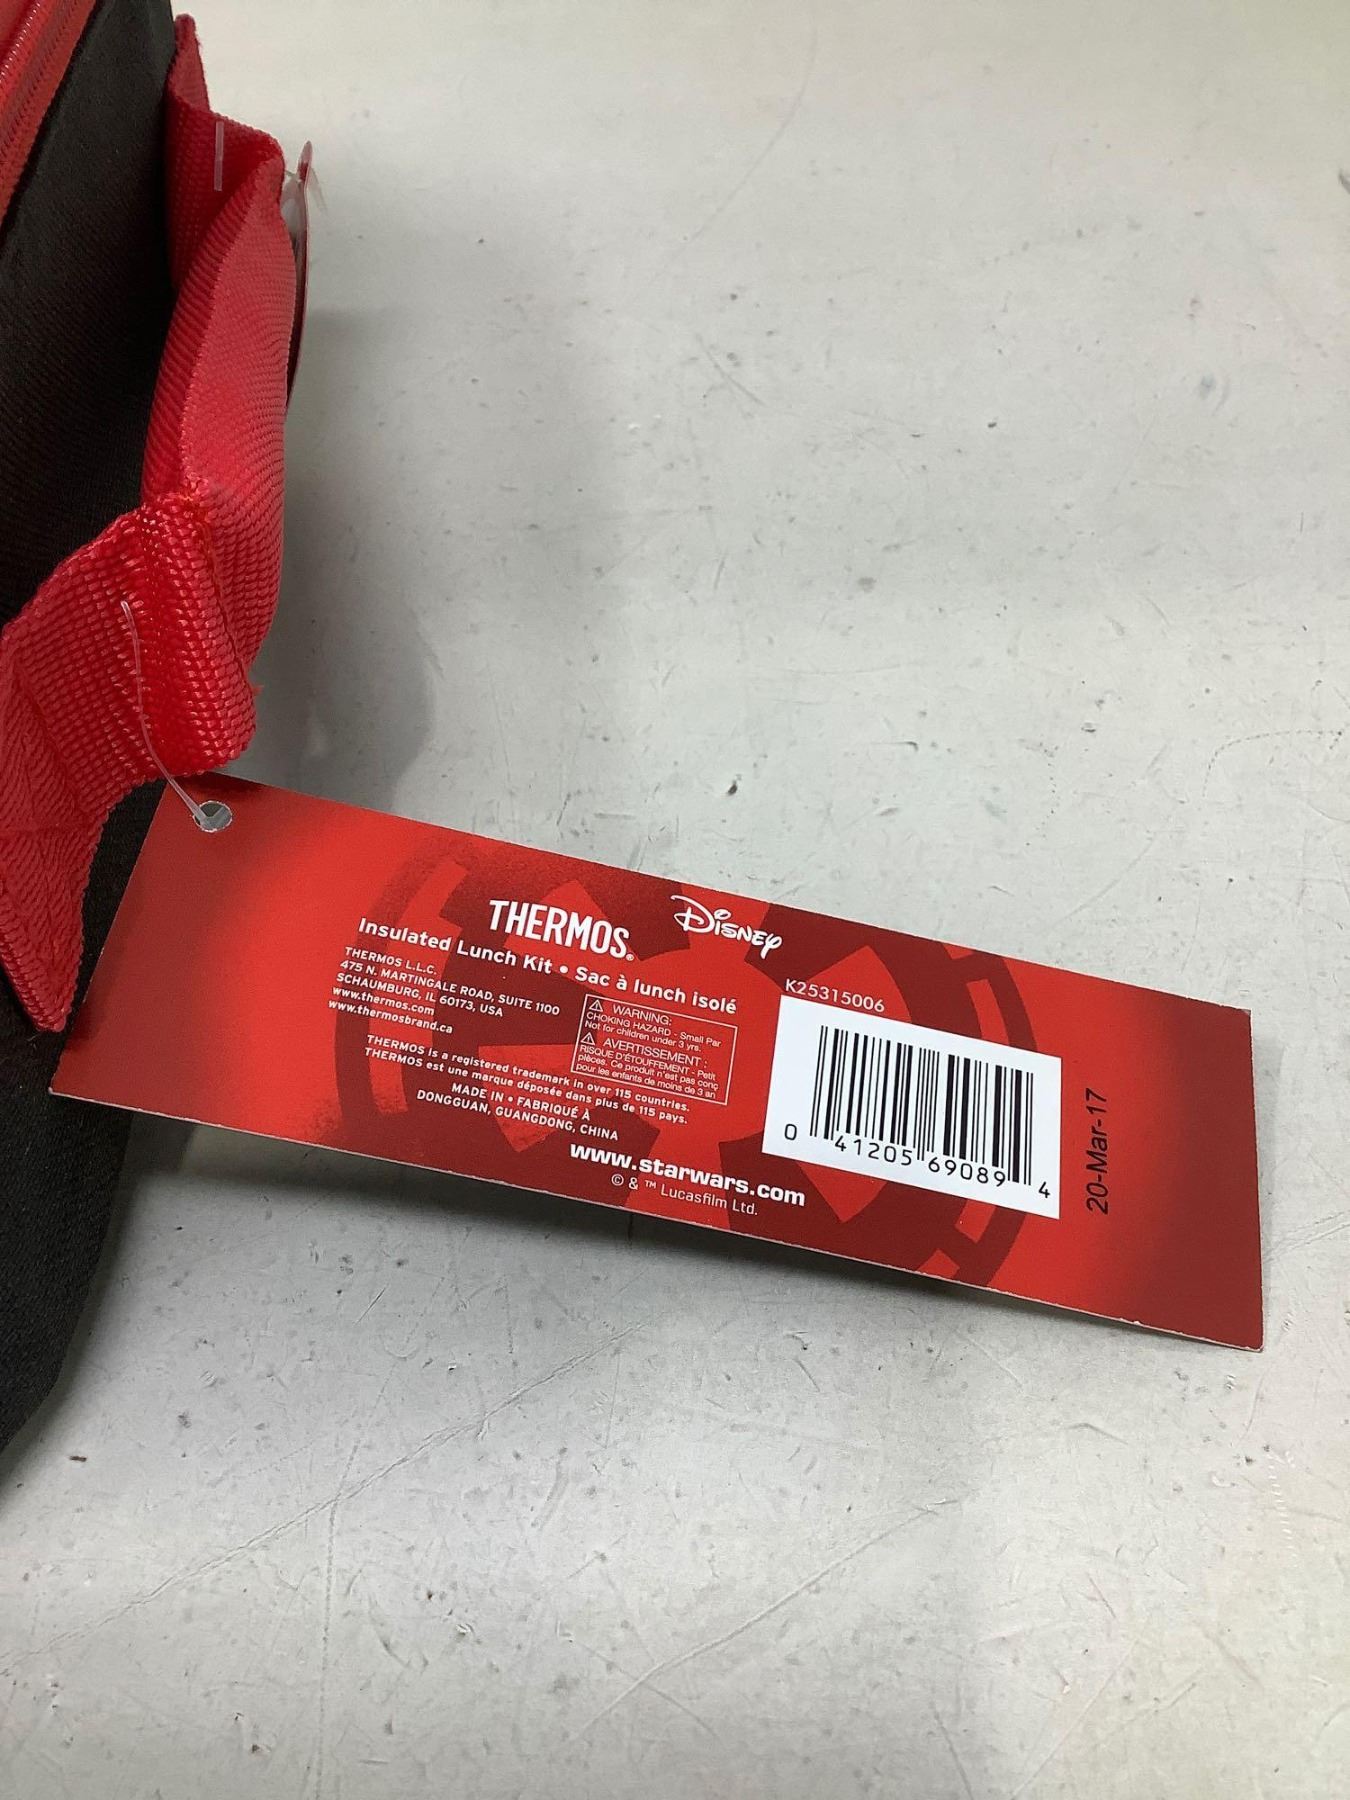 THERMOS®
Disney
Insulated Lunch Kit • Sac à lunch isolé
THERMOS L.L.C.
475 N. MARTINGALE ROAD, SUITE 1100
SCHAUMBURG, IL 60173, USA
www.thermos.com
www.thermosbrand.ca
⚠ WARNING:
CHOKING HAZARD - Small Par
Not for children under 3 yrs.
⚠ AVERTISSEMENT :
RISQUE D'ÉTOUFFEMENT - Petit
pièces. Ce produit n'est pas conç
pour les enfants de moins de 3 an
THERMOS is a registered trademark in over 115 countries.
THERMOS est une marque déposée dans plus de 115 pays.
MADE IN • FABRIQUÉ À
DONGGUAN, GUANGDONG, CHINA
www.starwars.com
© & ™ Lucasfilm Ltd.
K25315006
0 41205 69089 4
20-Mar-17